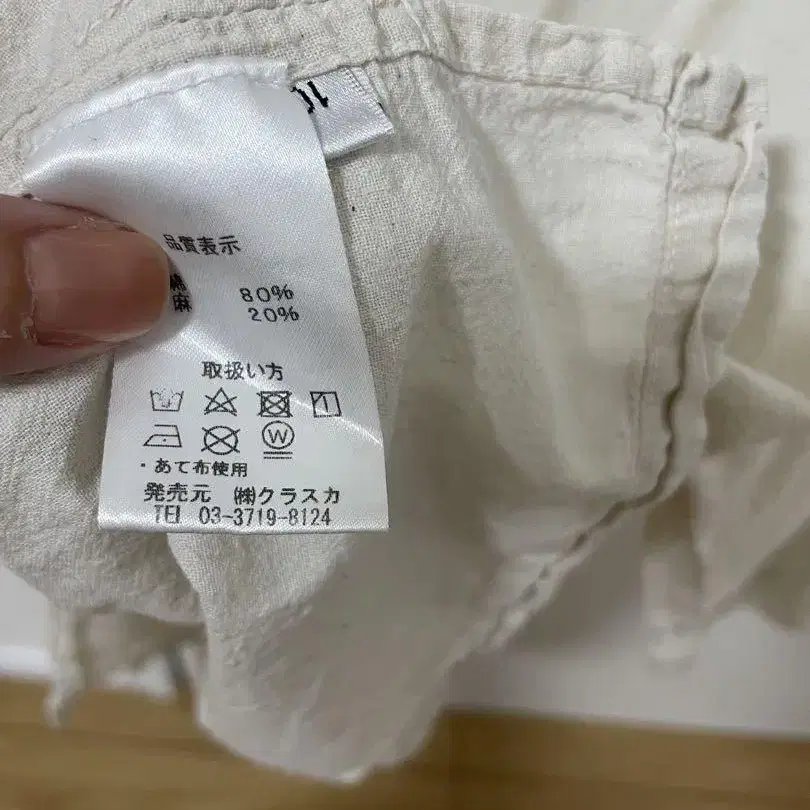 10
品質表示
綿 80%
麻 20%
取扱い方
W
・あて布使用
発売元 ㈱クラスカ
TEL 03-3719-8124